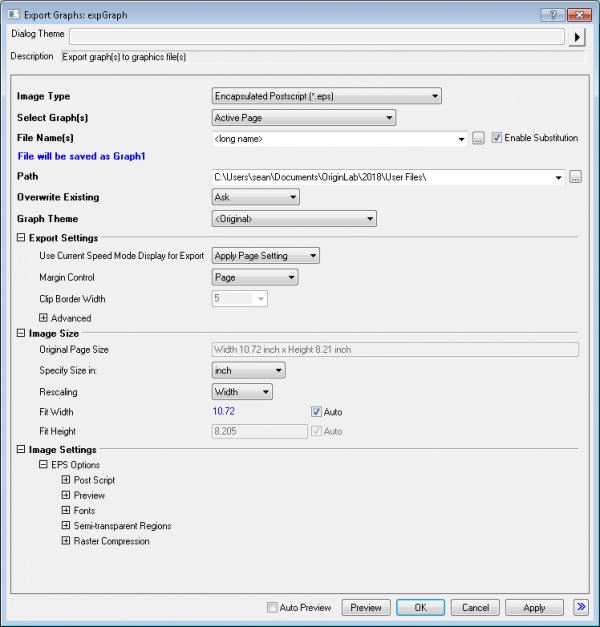 Export Graphs: expGraph
Dialog Theme
Description Export graph(s) to graphics file(s)
Image Type Encapsulated Postscript (*.eps)
Select Graph(s) Active Page
File Name(s) <long name> ... Enable Substitution
File will be saved as Graph1
Path C:\Users\sean\Documents\OriginLab\2018\User Files\ ...
Overwrite Existing Ask
Graph Theme <Original>
Export Settings
Use Current Speed Mode Display for Export Apply Page Setting
Margin Control Page
Clip Border Width 5
Advanced
Image Size
Original Page Size Width 10.72 inch x Height 8.21 inch
Specify Size in: inch
Rescaling Width
Fit Width 10.72 Auto
Fit Height 8.205 Auto
Image Settings
EPS Options
Post Script
Preview
Fonts
Semi-transparent Regions
Raster Compression
Auto Preview Preview OK Cancel Apply